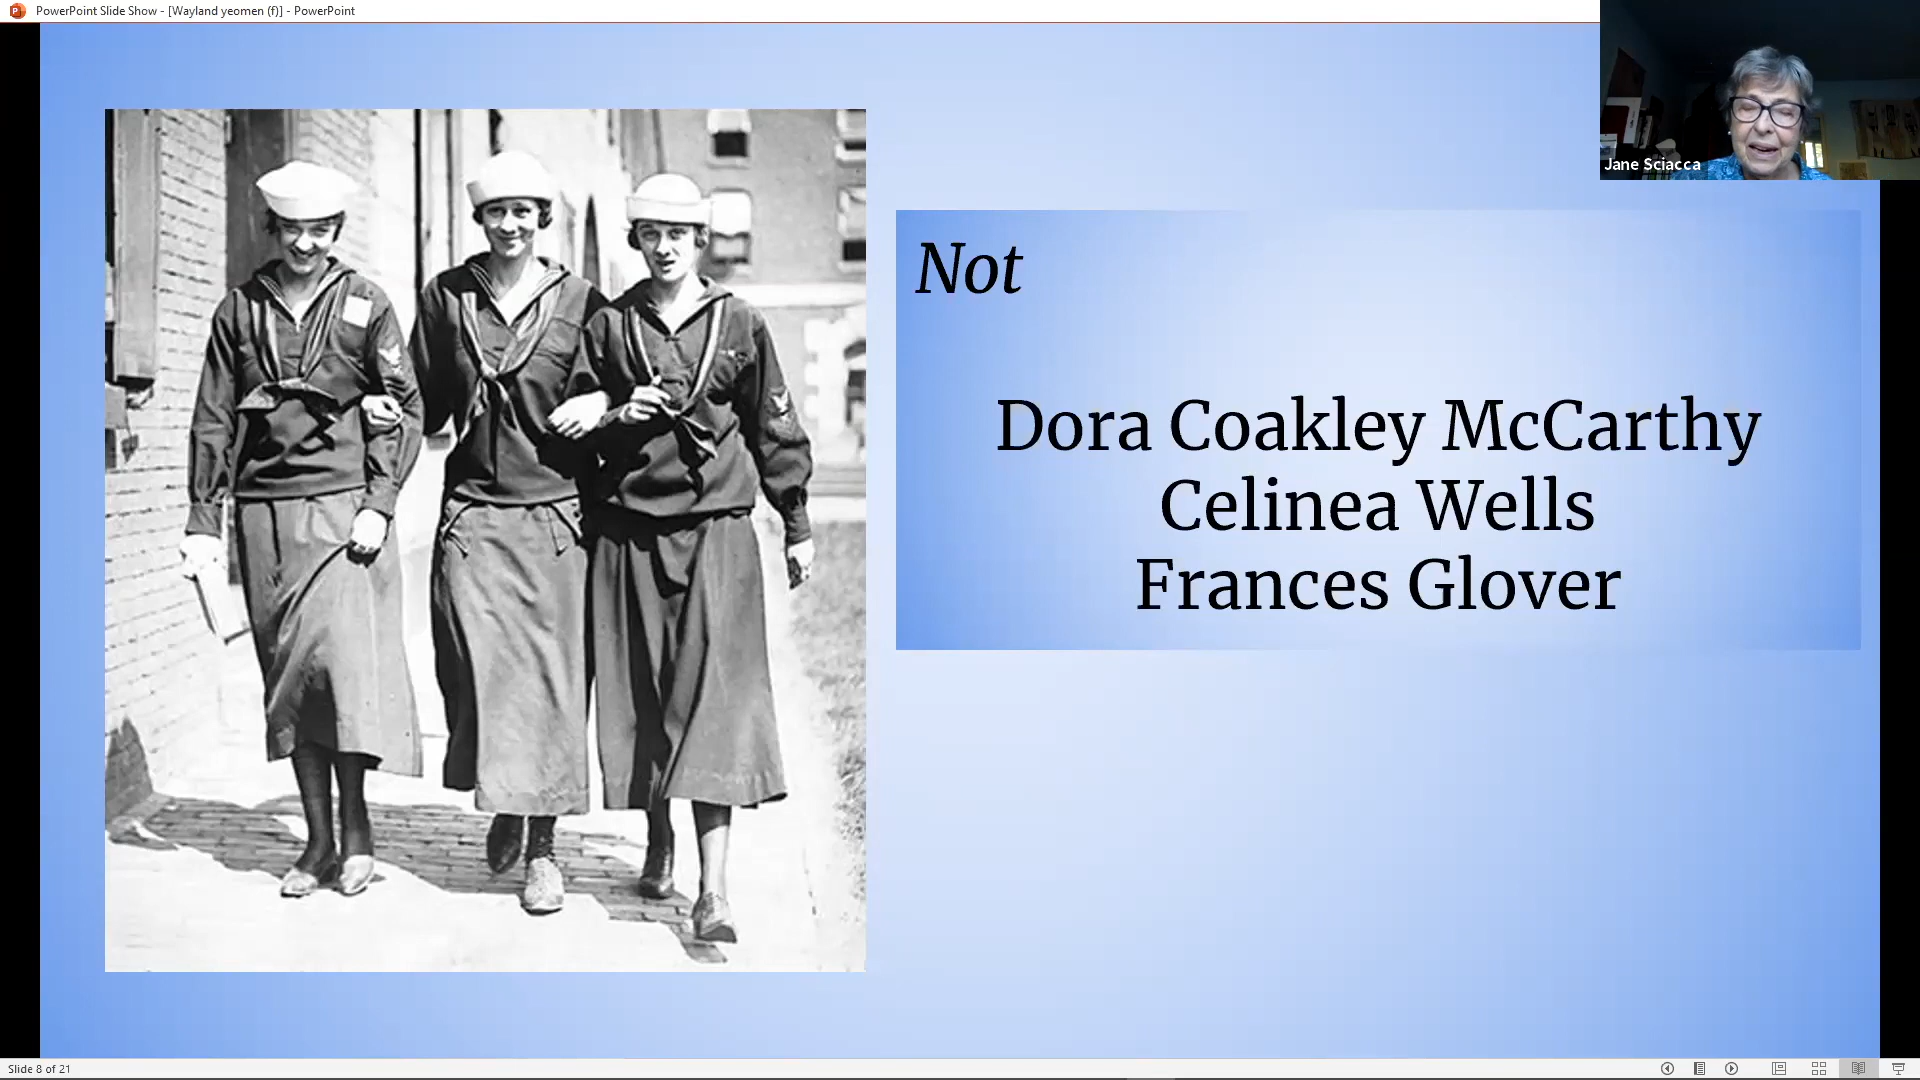 PowerPoint Slide Show - [Wayland yeomen (f)] - PowerPoint
Jane Sciacca
Not
Dora Coakley McCarthy
Celinea Wells
Frances Glover
Slide 8 of 21